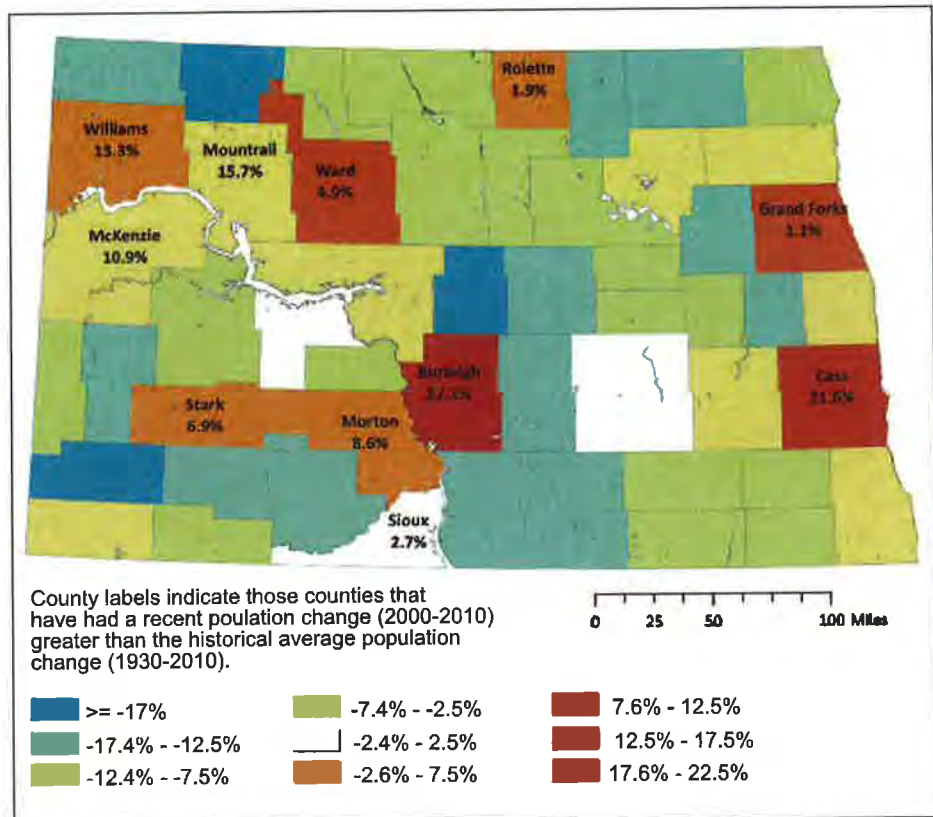 Rolette
1.9%
Williams
15.3%
Mountrail
15.7%
Ward
4.9%
Grand Forks
1.1%
McKenzie
10.9%
Burleigh
Cass
21.6%
Stark
6.9%
Morton
8.6%
Sioux
2.7%
County labels indicate those counties that
have had a recent poulation change (2000-2010)
greater than the historical average population
change (1930-2010).
0 25 50 100 Miles
>= -17%
-17.4% - -12.5%
-12.4% - -7.5%
-7.4% - -2.5%
-2.4% - 2.5%
-2.6% - 7.5%
7.6% - 12.5%
12.5% - 17.5%
17.6% - 22.5%